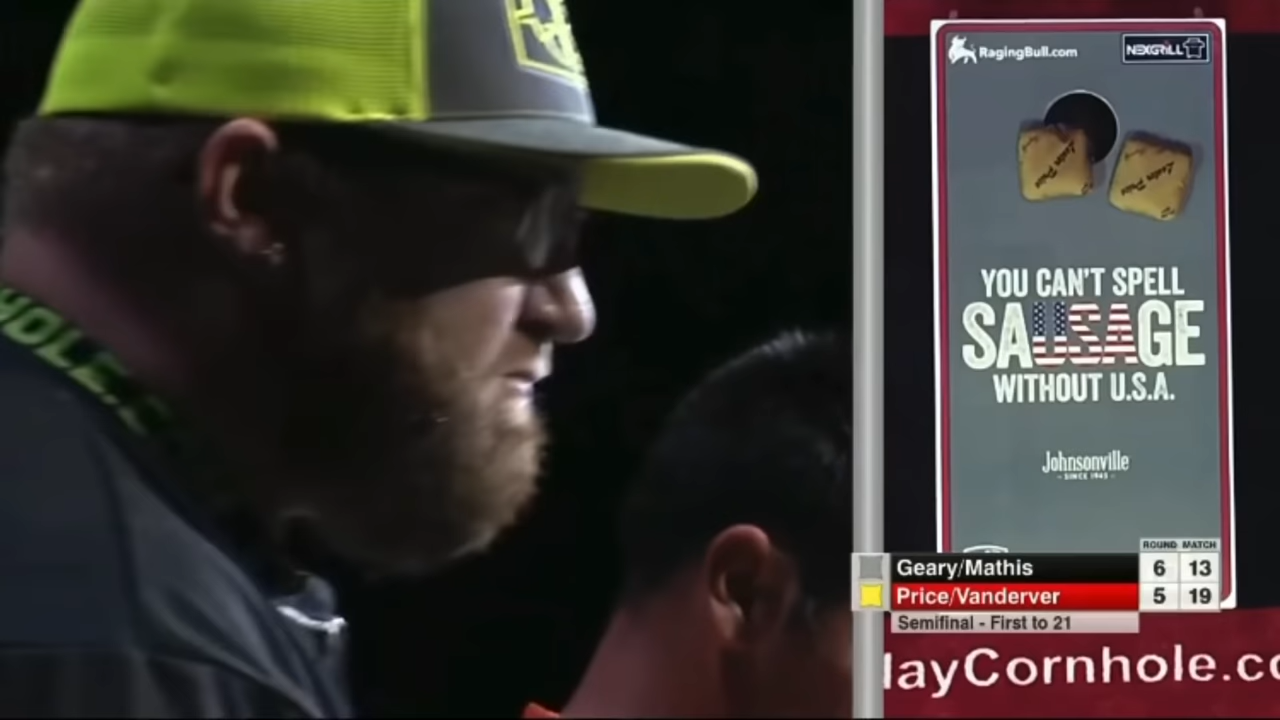 RagingBull.com
NEXGRILL
YOU CAN'T SPELL
SAUSAGE
WITHOUT U.S.A.
Johnsonville
- SINCE 1945 -
ROUND MATCH
Geary/Mathis 6 13
Price/Vanderver 5 19
Semifinal - First to 21
layCornhole.co